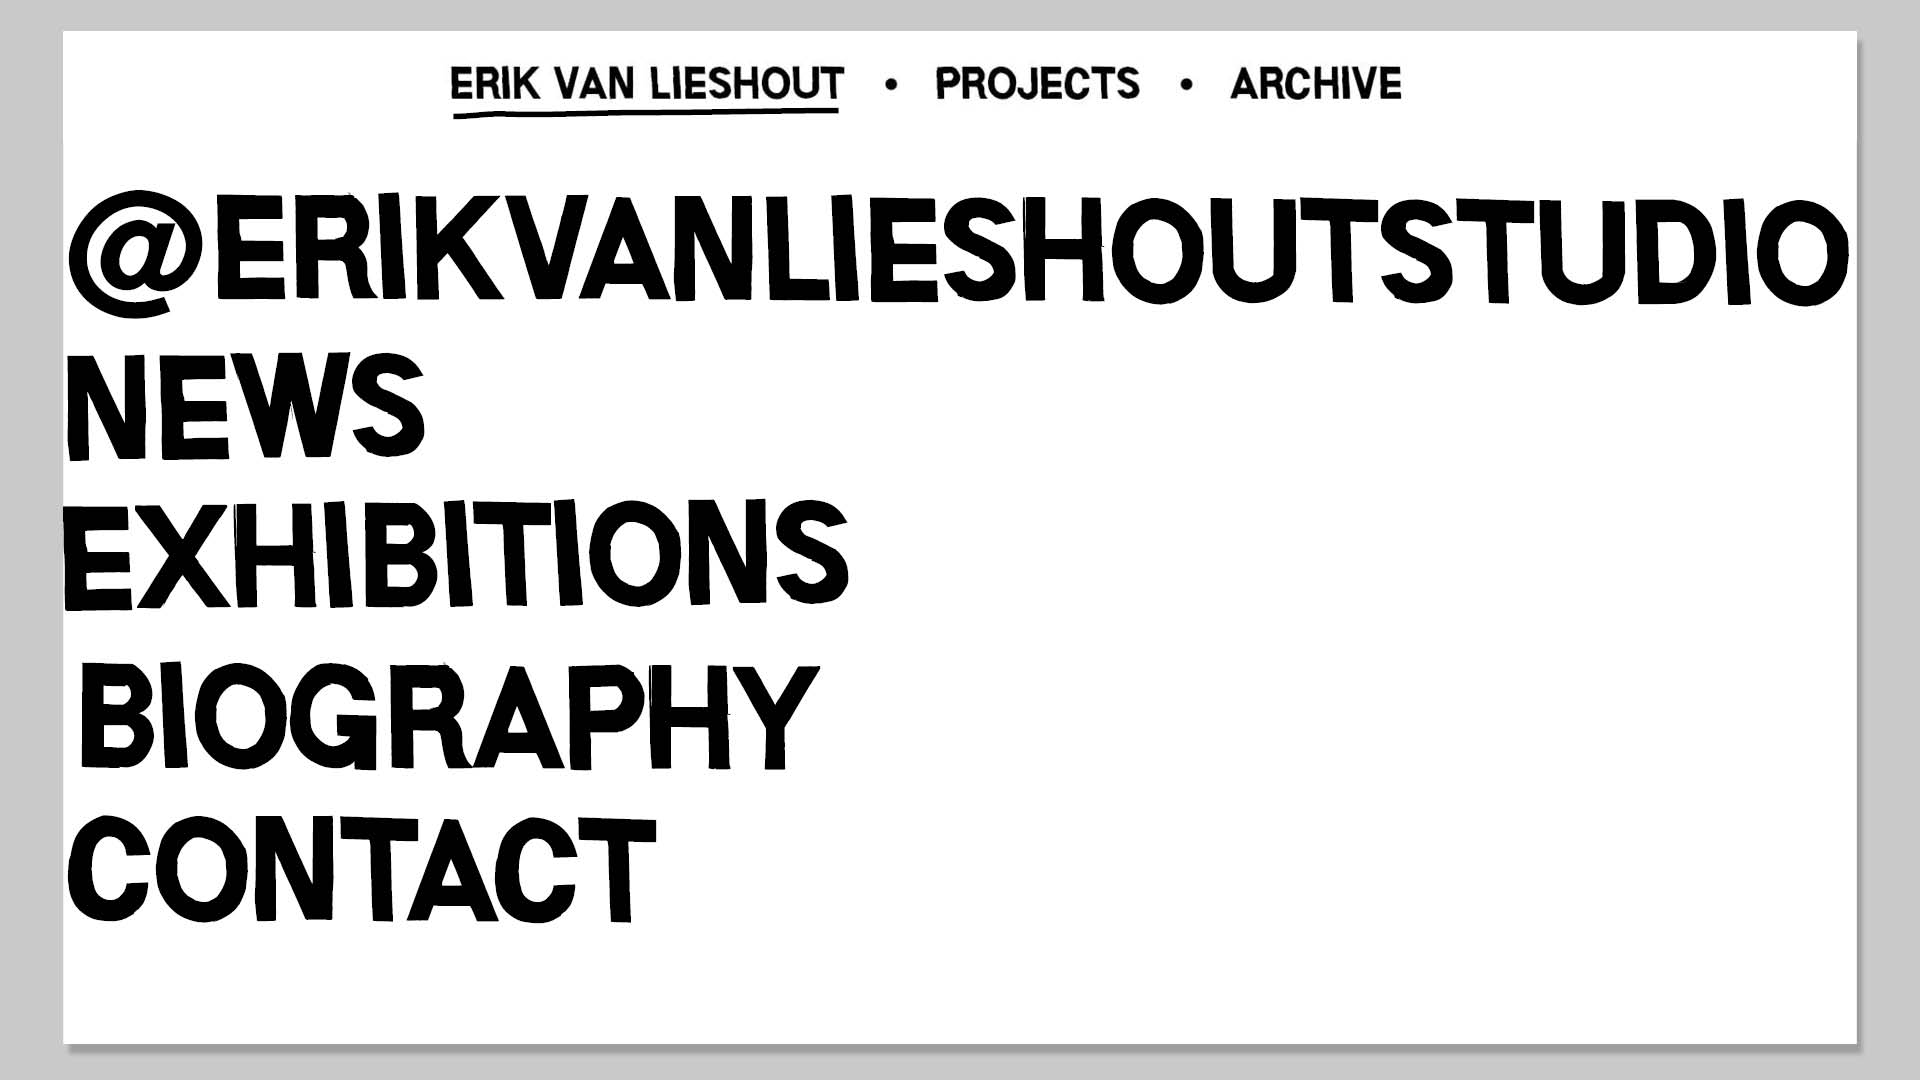 ERIK VAN LIESHOUT • PROJECTS • ARCHIVE
@ERIKVANLIESHOUTSTUDIO
NEWS
EXHIBITIONS
BIOGRAPHY
CONTACT